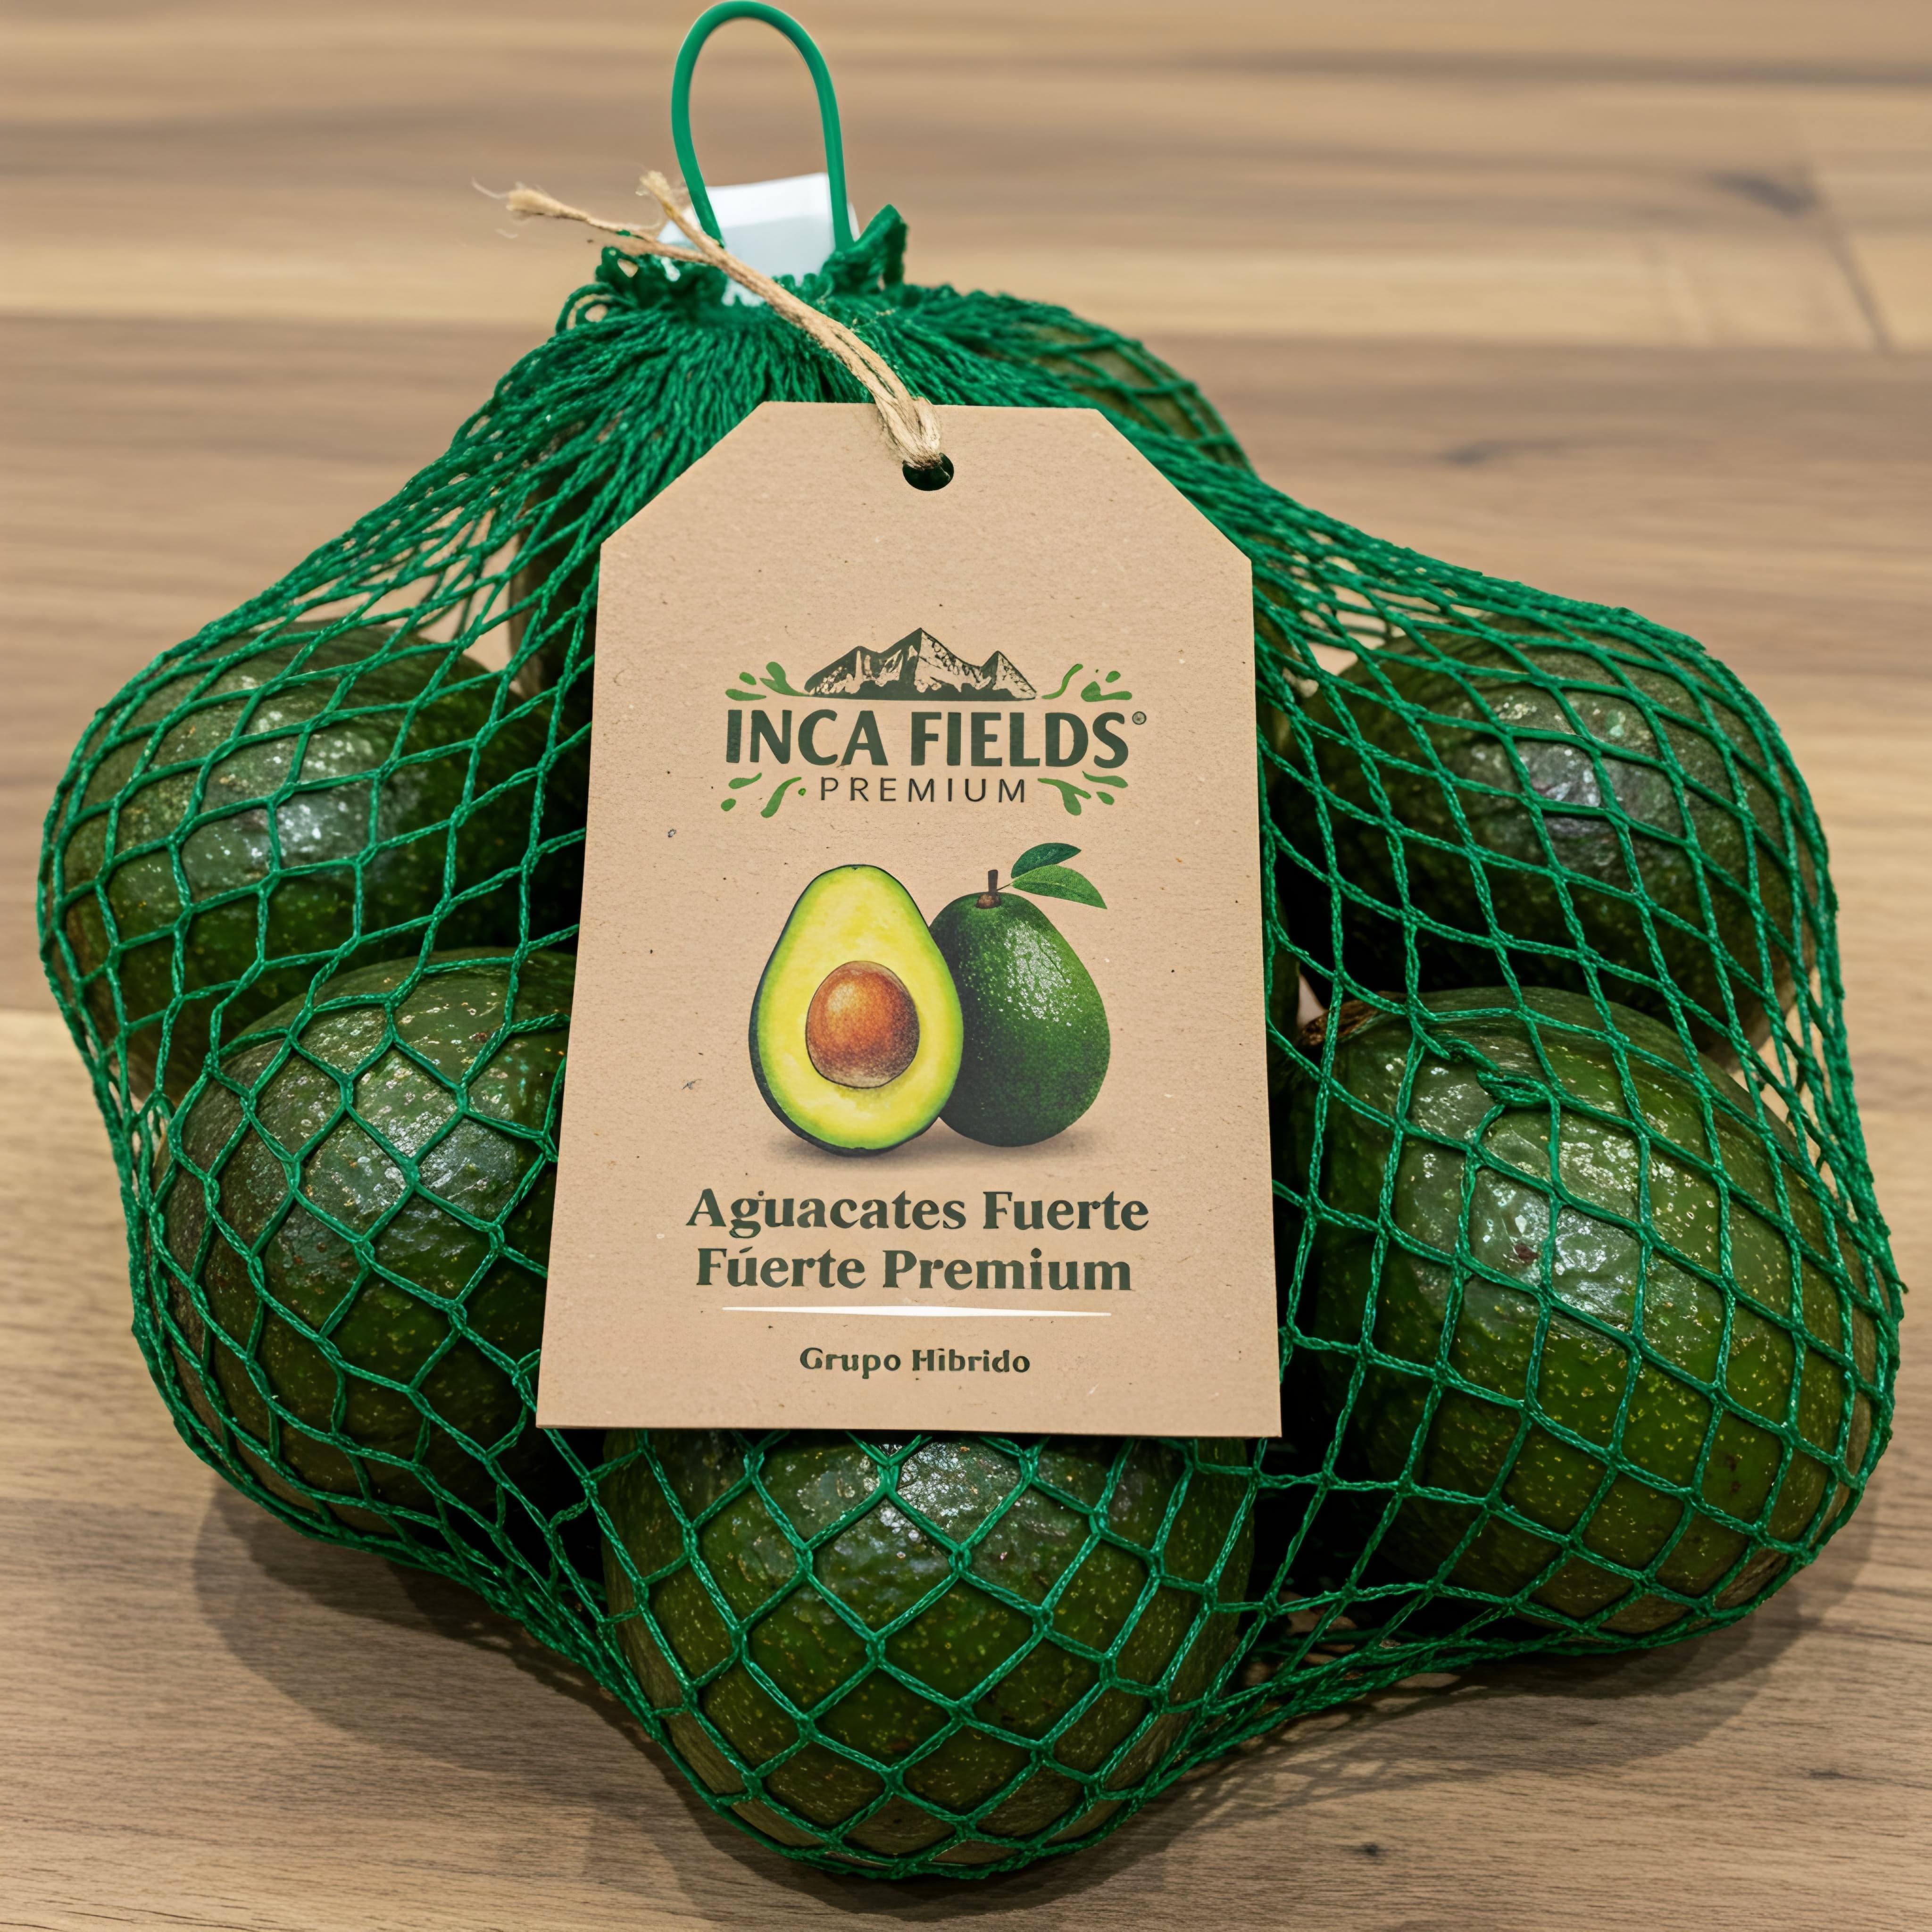 INCA FIELDS®
PREMIUM
Aguacates Fuerte
Fúerte Premium
Grupo Hibrido